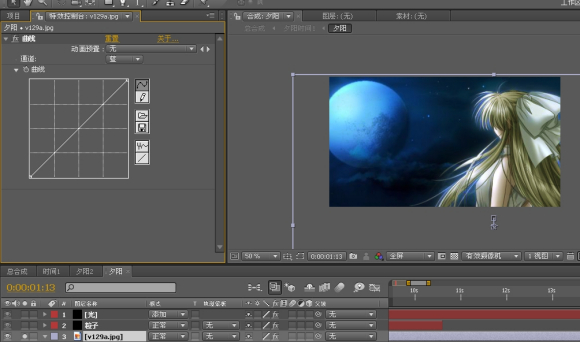 项目 特效控制台: v129a.jpg
夕阳 • v129a.jpg
fx 曲线 重置 关于...
动画预置: 无
通道: 蓝
曲线
合成: 夕阳 图层: (无) 素材: (无)
总合成 夕阳时间: 夕阳
50 % 0:00:01:13 全屏 有效摄像机 1 视图
总合成 时间1 夕阳2 夕阳
0:00:01:13
# 图层名称 模式 T 轨道蒙板 父级
10s 11s 12s 13s
1 [光] 添加 无
2 粒子 正常 无 无
3 [v129a.jpg] 正常 无 无